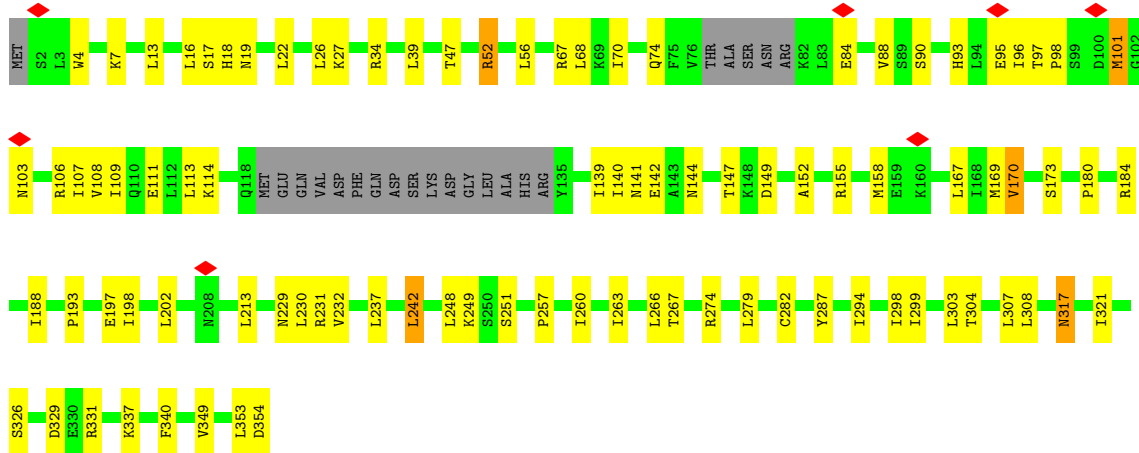 MET S2 L3 W4 K7 L13 L16 S17 H18 N19 L22 L26 K27 R34 L39 T47 R52 L56 R67 L68 K69 I70 Q74 F75 V76 THR ALA SER ASN ARG K82 L83 E84 V88 S89 S90 H93 L94 E95 I96 T97 P98 S99 D100 M101 G102
N103 R106 I107 V108 I109 Q110 E111 L112 L113 K114 Q118 MET GLU GLN VAL ASP PHE GLN ASP SER LYS ASP GLY LEU ALA HIS ARG Y135 I139 I140 N141 E142 A143 N144 T147 K148 D149 A152 R155 M158 E159 K160 L167 I168 M169 V170 S173 P180 R184
I188 P193 E197 I198 L202 N208 L213 N229 L230 R231 V232 L237 L242 L248 K249 S250 S251 P257 I260 I263 L266 T267 R274 L279 C282 Y287 I294 I298 I299 L303 T304 L307 L308 N317 I321
S326 D329 E330 R331 K337 F340 V349 L353 D354